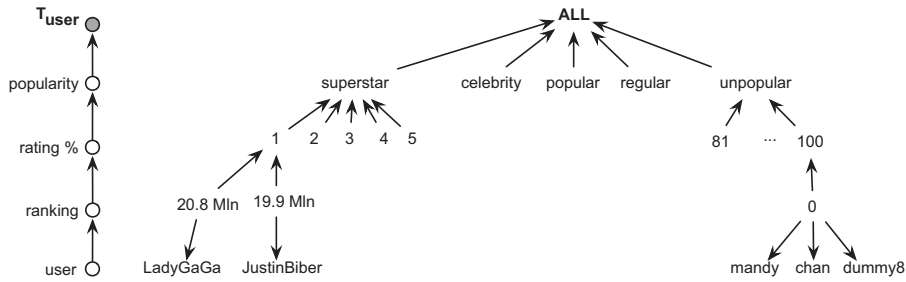 T user ALL
popularity superstar celebrity popular regular unpopular
rating % 1 2 3 4 5 81 ... 100
ranking 20.8 Mln 19.9 Mln 0
user LadyGaGa JustinBiber mandy chan dummy8